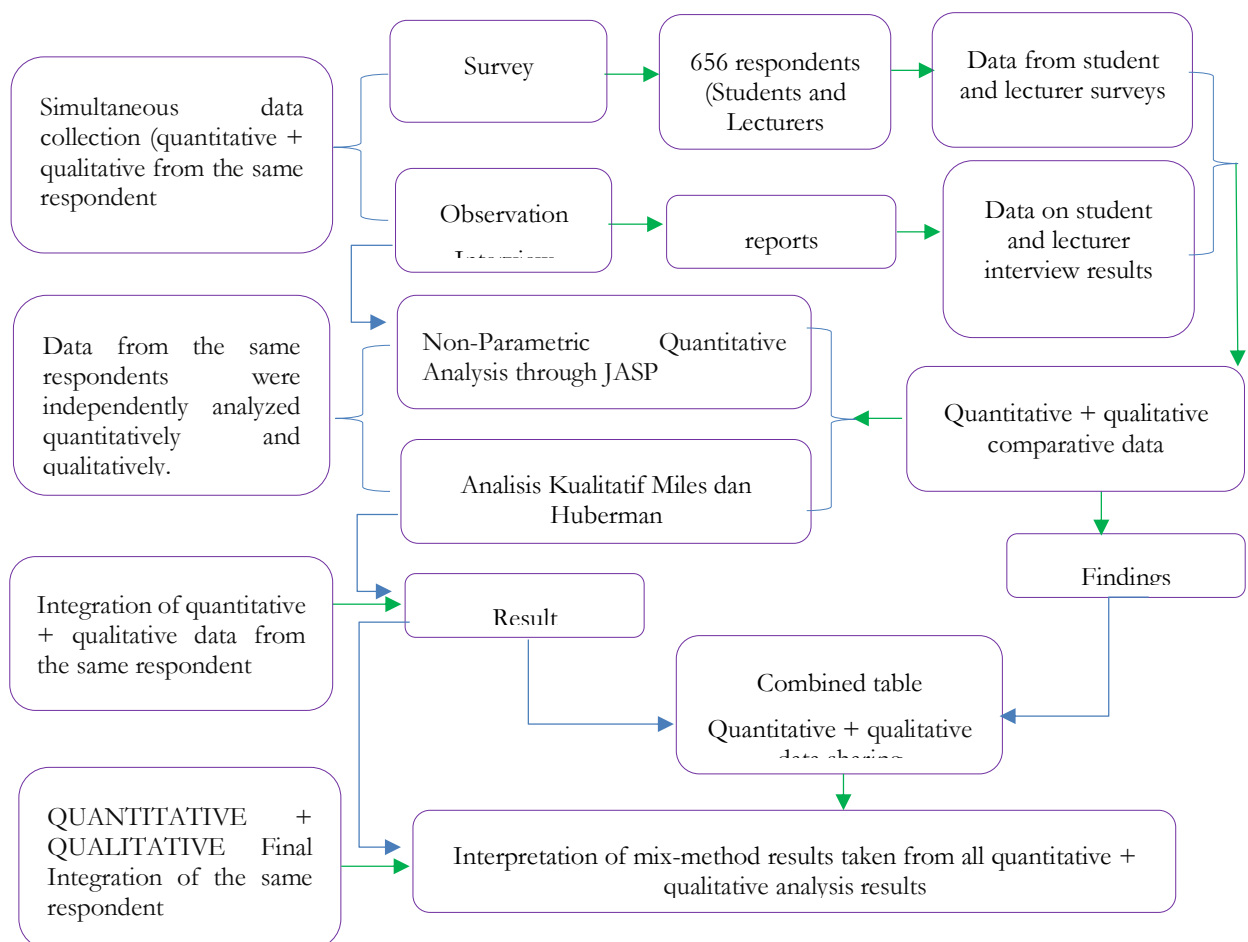 Simultaneous data
collection (quantitative +
qualitative from the same
respondent
Survey
656 respondents
(Students and
Lecturers
Data from student
and lecturer surveys
Observation
reports
Data on student
and lecturer
interview results
Data from the same
respondents were
independently analyzed
quantitatively and
qualitatively.
Non-Parametric Quantitative
Analysis through JASP
Analisis Kualitatif Miles dan
Huberman
Quantitative + qualitative
comparative data
Findings
Integration of quantitative
+ qualitative data from
the same respondent
Result
Combined table
Quantitative + qualitative
data sharing
QUANTITATIVE +
QUALITATIVE Final
Integration of the same
respondent
Interpretation of mix-method results taken from all quantitative +
qualitative analysis results